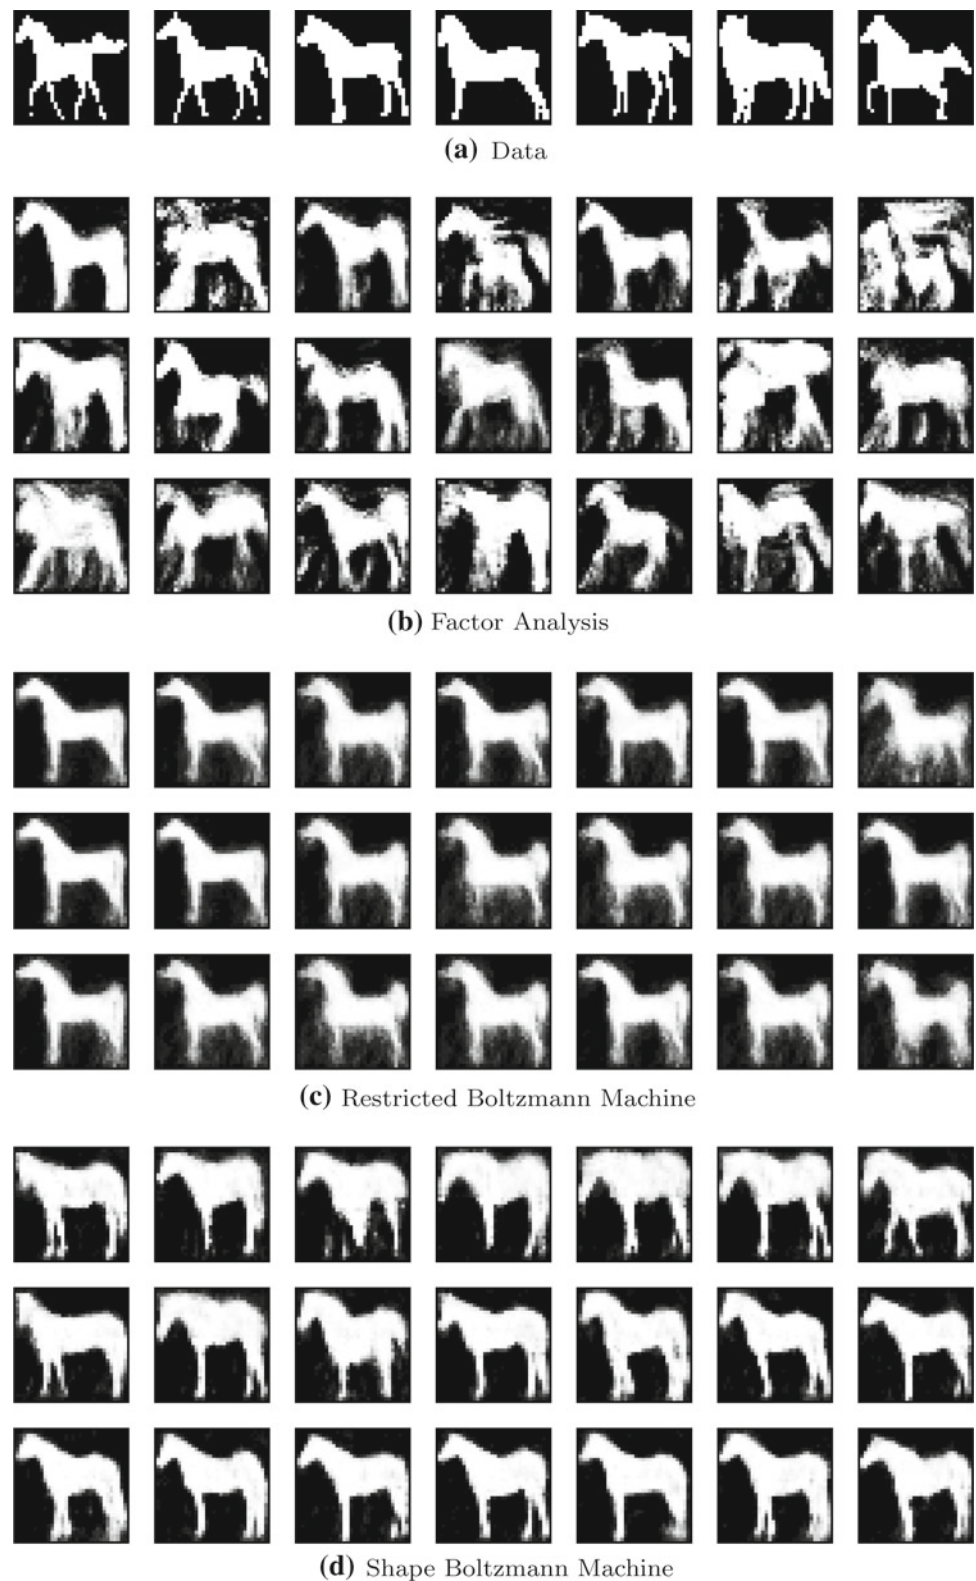 (a) Data
(b) Factor Analysis
(c) Restricted Boltzmann Machine
(d) Shape Boltzmann Machine